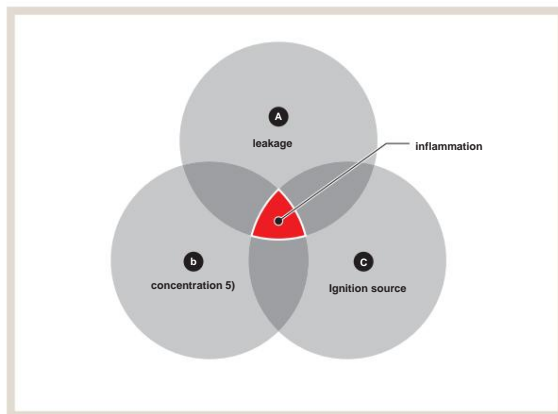 A
leakage
inflammation
b
concentration 5)
C
Ignition source